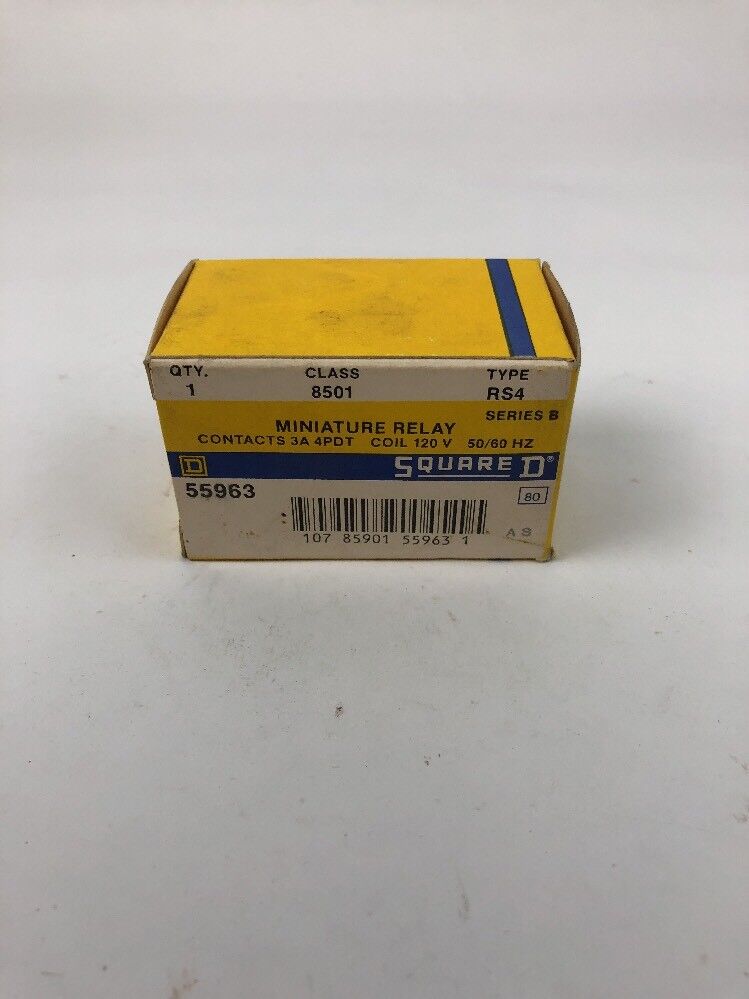 QTY. CLASS TYPE
1 8501 RS4
SERIES B
MINIATURE RELAY
CONTACTS 3A 4PDT COIL 120 V 50/60 HZ
D SQUARE D®
55963
80
107 85901 55963 1
A S